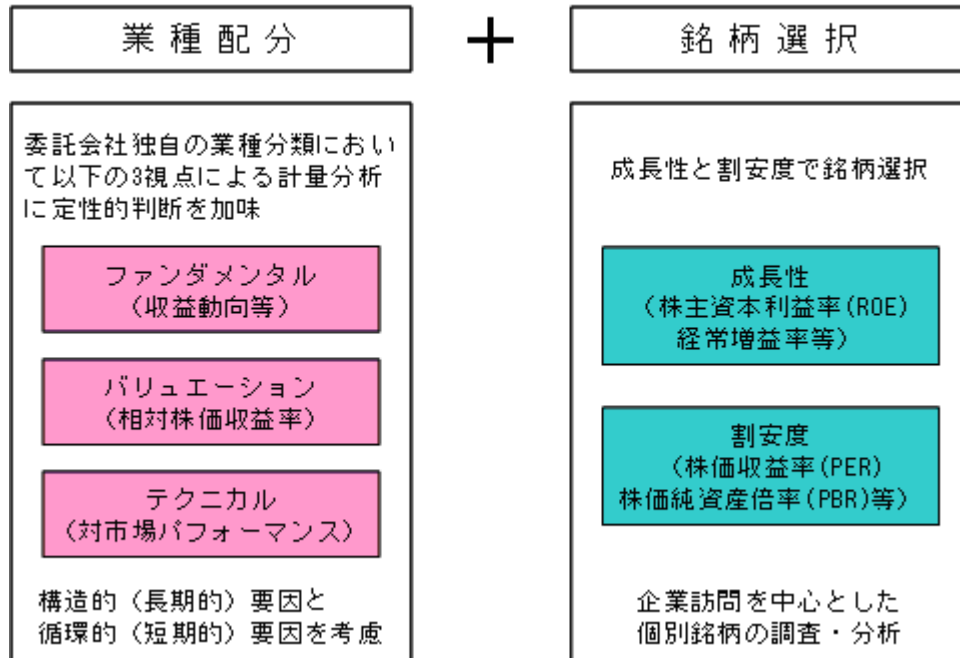 業種配分
+
銘柄選択
委託会社独自の業種分類におい
て以下の3視点による計量分析
に定性的判断を加味
ファンダメンタル
(収益動向等)
バリュエーション
(相対株価収益率)
テクニカル
(対市場パフォーマンス)
構造的(長期的)要因と
循環的(短期的)要因を考慮
成長性と割安度で銘柄選択
成長性
(株主資本利益率(ROE)
経常増益率等)
割安度
(株価収益率(PER)
株価純資産倍率(PBR)等)
企業訪問を中心とした
個別銘柄の調査・分析